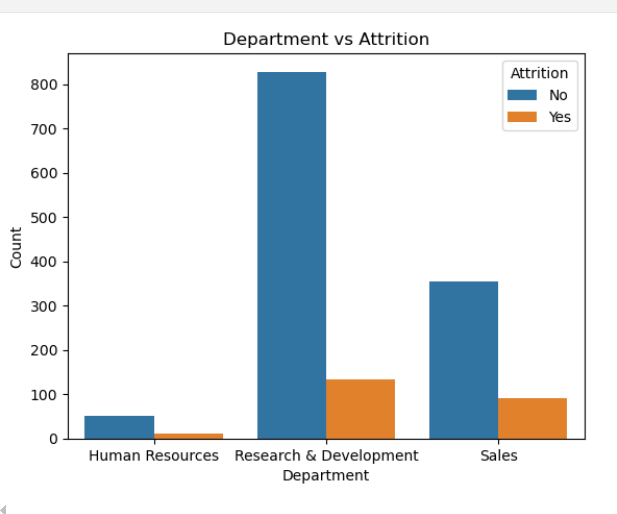 Department vs Attrition
Attrition
No
Yes
800
700
600
500
400
300
200
100
0
Count
Human Resources Research & Development Sales
Department